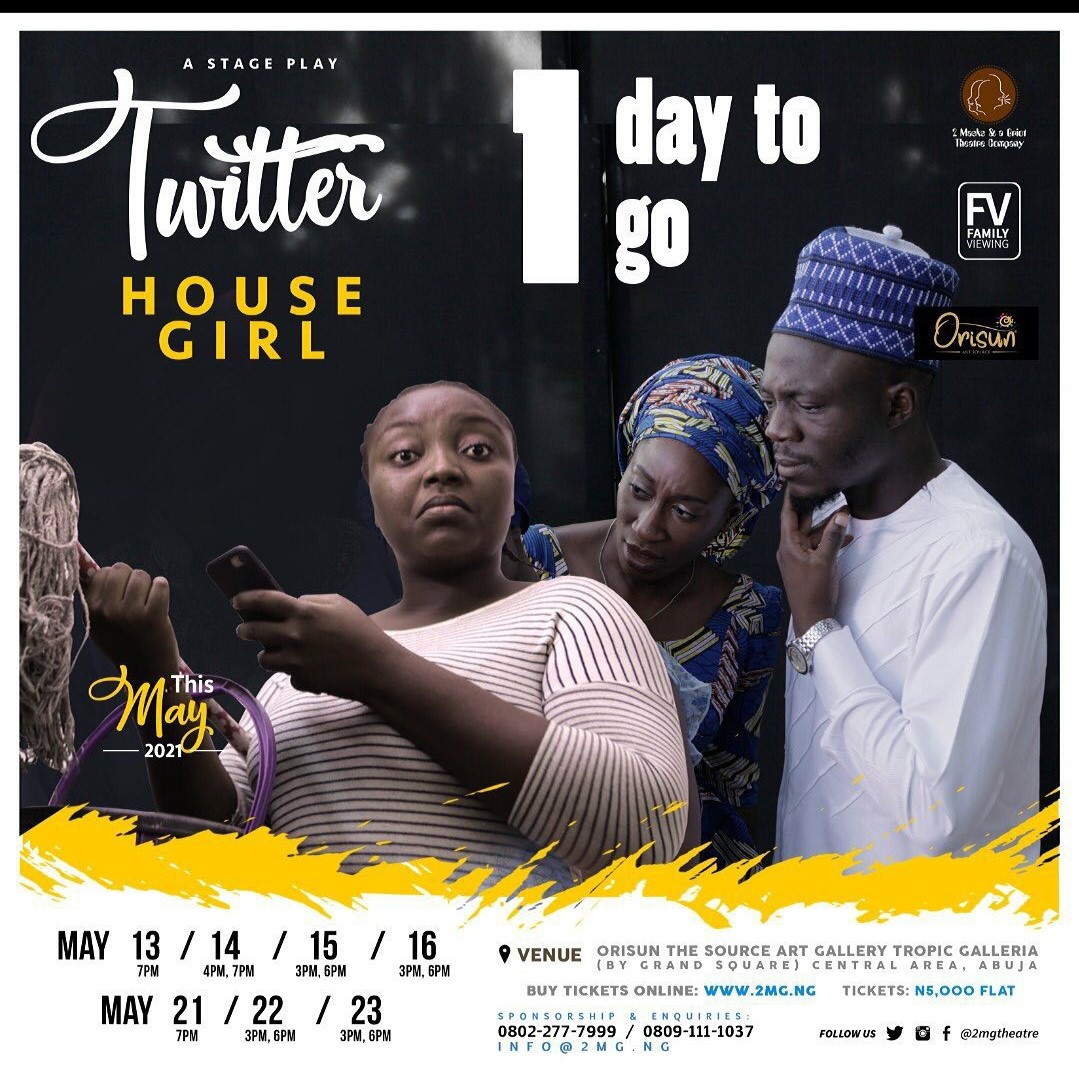 A STAGE PLAY
Twitter
HOUSE
GIRL
1 day to
go
2 Masks & a Griot
Theatre Company
FV
FAMILY
VIEWING
Orisun
ART SOURCE
This
May
2021
MAY 13 / 14 / 15 / 16
7PM 4PM, 7PM 3PM, 6PM 3PM, 6PM
MAY 21 / 22 / 23
7PM 3PM, 6PM 3PM, 6PM
VENUE ORISUN THE SOURCE ART GALLERY TROPIC GALLERIA
(BY GRAND SQUARE) CENTRAL AREA, ABUJA
BUY TICKETS ONLINE: WWW.2MG.NG TICKETS: N5,000 FLAT
SPONSORSHIP & ENQUIRIES:
0802-277-7999 / 0809-111-1037
INFO@2MG.NG
FOLLOW US @2mgtheatre